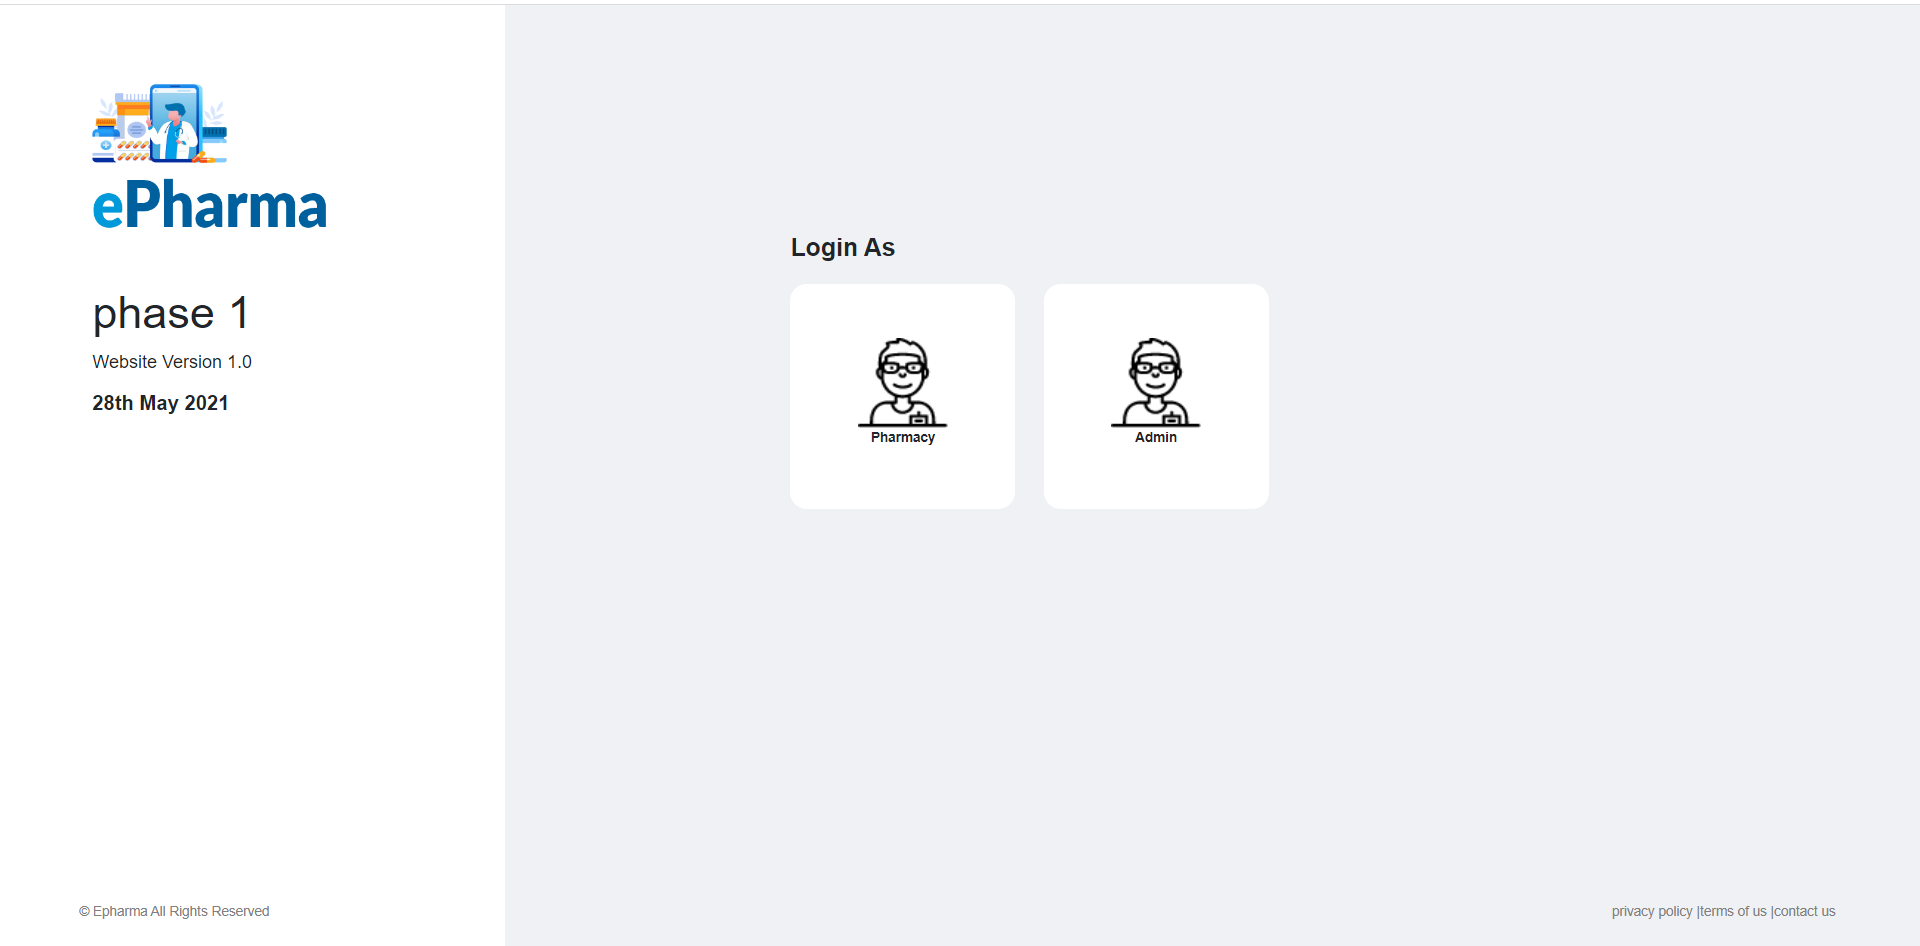 ePharma
phase 1
Website Version 1.0
28th May 2021
Login As
Pharmacy
Admin
© Epharma All Rights Reserved
privacy policy |terms of us |contact us